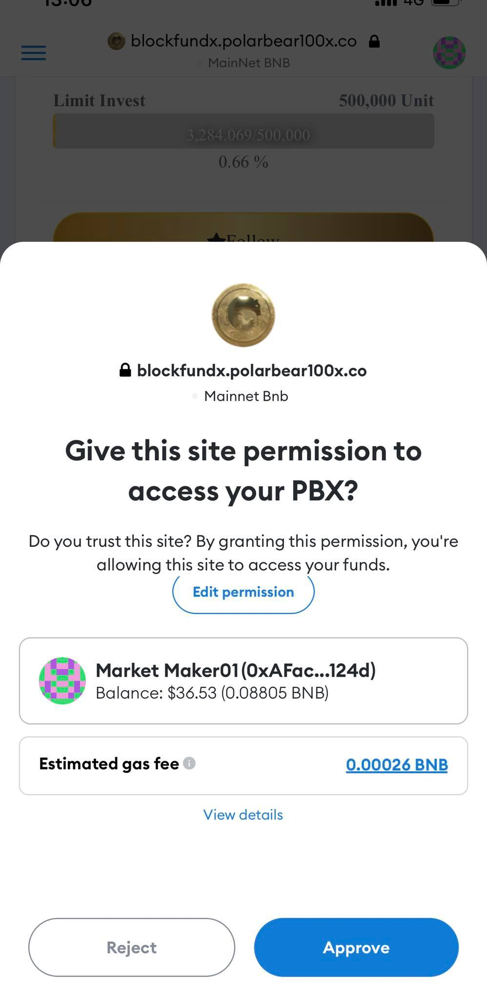 13:06
4G
blockfundx.polarbear100x.co
MainNet BNB
Limit Invest 500,000 Unit
3,284.069/500,000
0.66 %
Follow
blockfundx.polarbear100x.co
Mainnet Bnb
Give this site permission to
access your PBX?
Do you trust this site? By granting this permission, you're
allowing this site to access your funds.
Edit permission
Market Maker01 (0xAFac...124d)
Balance: $36.53 (0.08805 BNB)
Estimated gas fee 0.00026 BNB
View details
Reject Approve